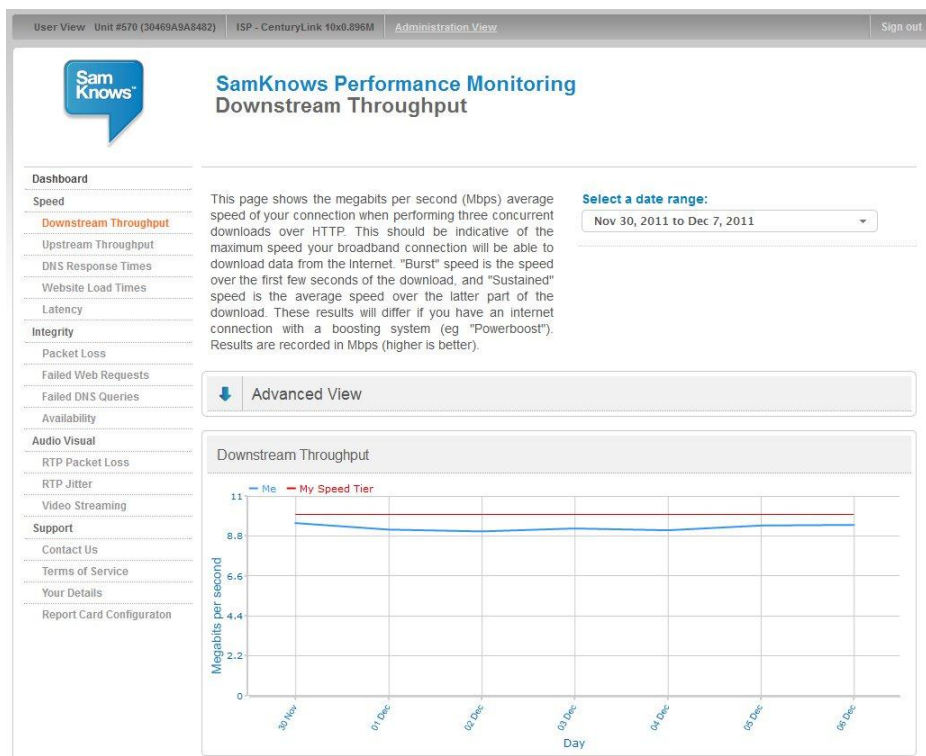 User View Unit #570 (30469A9A8482) ISP - CenturyLink 10x0.896M Administration View Sign out
Sam
Knows™
SamKnows Performance Monitoring
Downstream Throughput
Dashboard
Speed
Downstream Throughput
Upstream Throughput
DNS Response Times
Website Load Times
Latency
Integrity
Packet Loss
Failed Web Requests
Failed DNS Queries
Availability
Audio Visual
RTP Packet Loss
RTP Jitter
Video Streaming
Support
Contact Us
Terms of Service
Your Details
Report Card Configuraton
This page shows the megabits per second (Mbps) average
speed of your connection when performing three concurrent
downloads over HTTP. This should be indicative of the
maximum speed your broadband connection will be able to
download data from the Internet. "Burst" speed is the speed
over the first few seconds of the download, and "Sustained"
speed is the average speed over the latter part of the
download. These results will differ if you have an internet
connection with a boosting system (eg "Powerboost").
Results are recorded in Mbps (higher is better).
Select a date range:
Nov 30, 2011 to Dec 7, 2011
Advanced View
Downstream Throughput
Me My Speed Tier
11
8.8
6.6
4.4
2.2
0
Megabits per second
30 Nov
01 Dec
02 Dec
03 Dec
04 Dec
05 Dec
06 Dec
Day